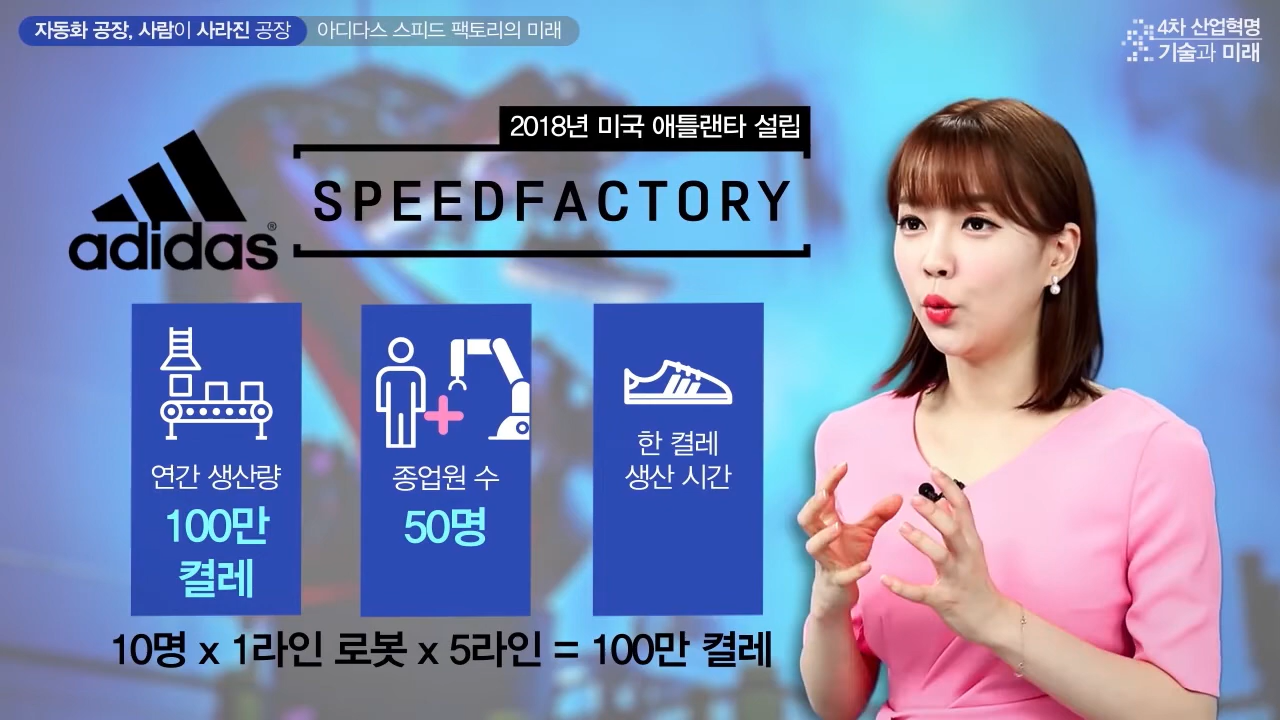 자동화 공장, 사람이 사라진 공장
아디다스 스피드 팩토리의 미래
4차 산업혁명
기술과 미래
2018년 미국 애틀랜타 설립
adidas®
SPEEDFACTORY
연간 생산량
100만
켤레
종업원 수
50명
한 켤레
생산 시간
10명 x 1라인 로봇 x 5라인 = 100만 켤레